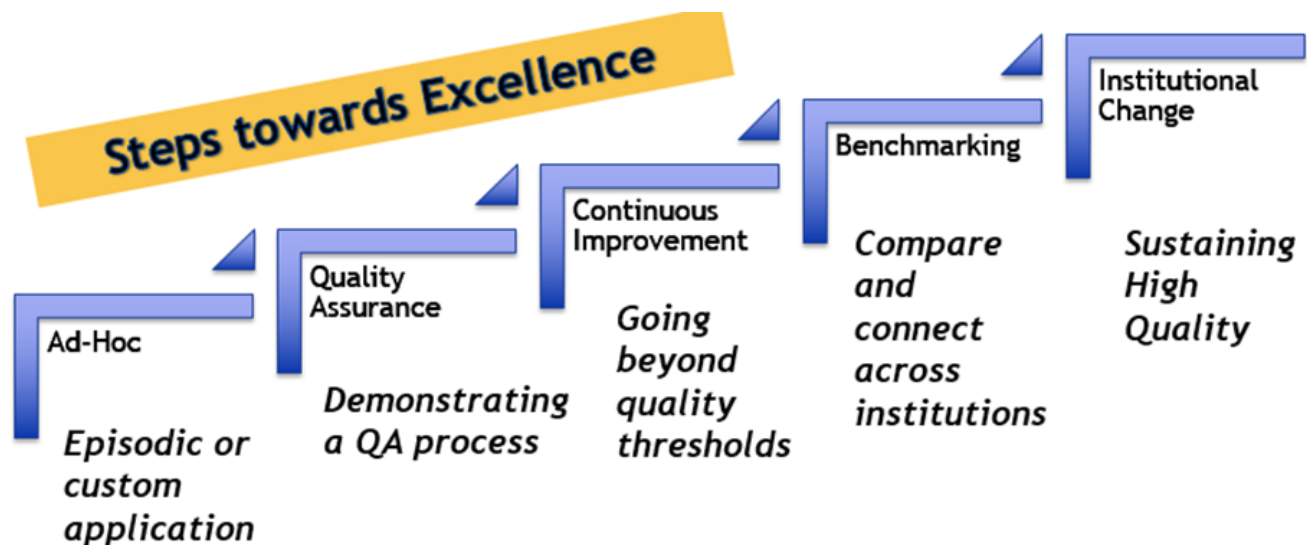 Steps towards Excellence
Ad-Hoc
Episodic or
custom
application
Quality
Assurance
Demonstrating
a QA process
Continuous
Improvement
Going
beyond
quality
thresholds
Benchmarking
Compare
and
connect
across
institutions
Institutional
Change
Sustaining
High
Quality